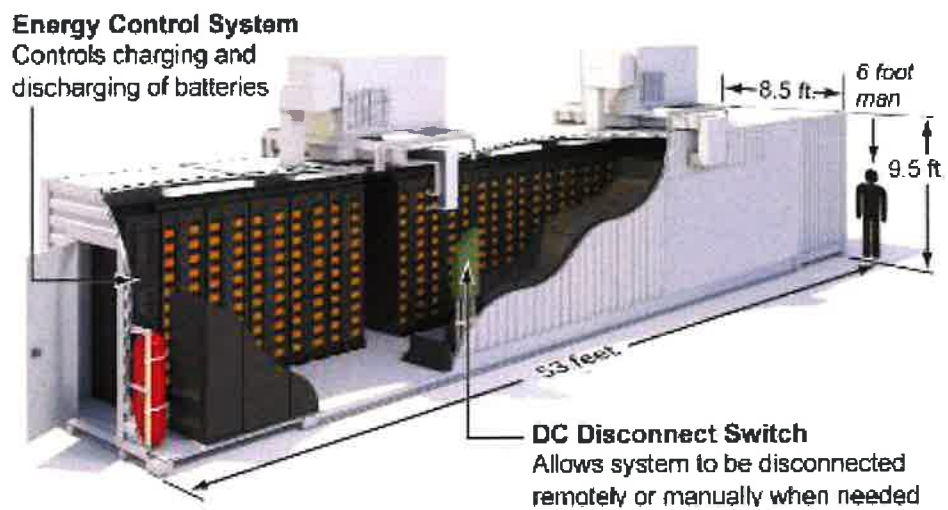 Energy Control System
Controls charging and
discharging of batteries
8.5 ft.
6 foot
man
9.5 ft
53 feet
DC Disconnect Switch
Allows system to be disconnected
remotely or manually when needed